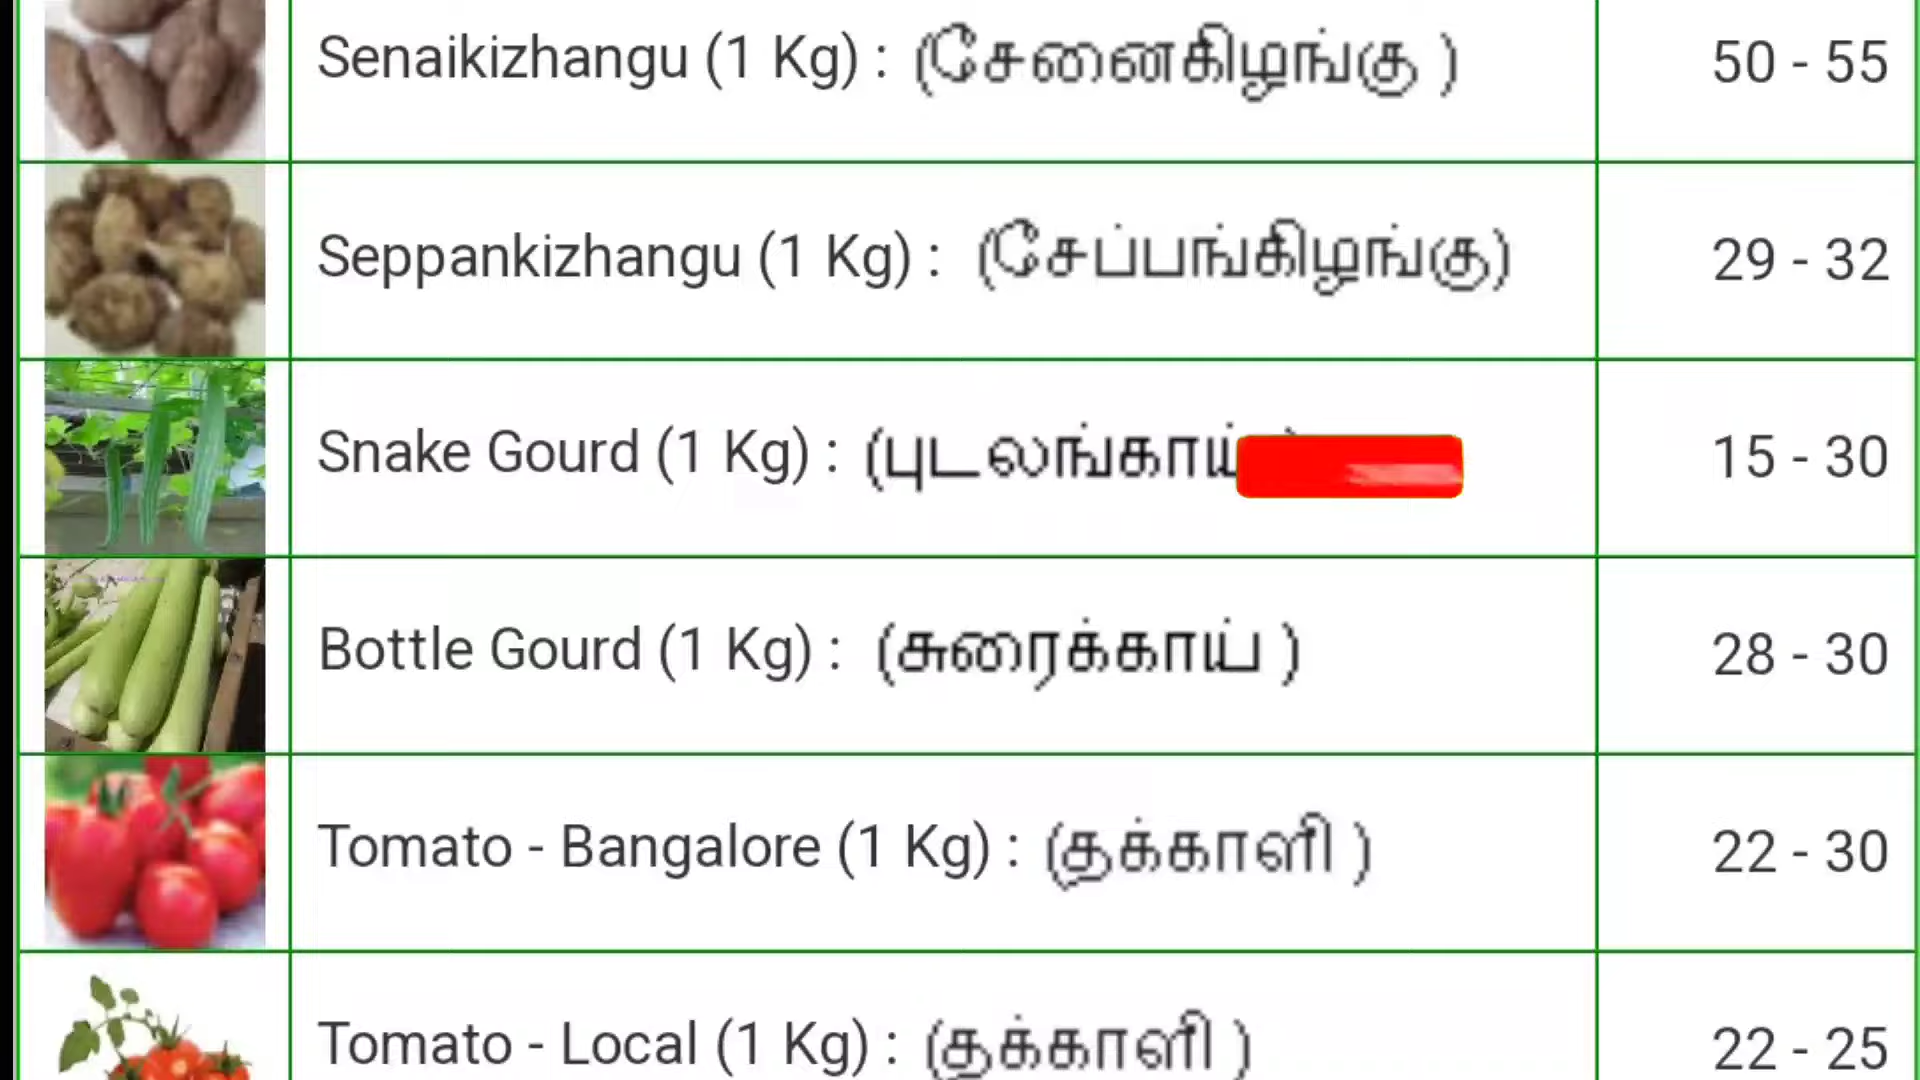 Senaikizhangu (1 Kg) : (சேனைகிழங்கு ) 50 - 55
Seppankizhangu (1 Kg) : (சேப்பங்கிழங்கு) 29 - 32
Snake Gourd (1 Kg) : (புடலங்காய் 15 - 30
Bottle Gourd (1 Kg) : (சுரைக்காய் ) 28 - 30
Tomato - Bangalore (1 Kg) : (தக்காளி ) 22 - 30
Tomato - Local (1 Kg) : (தக்காளி ) 22 - 25